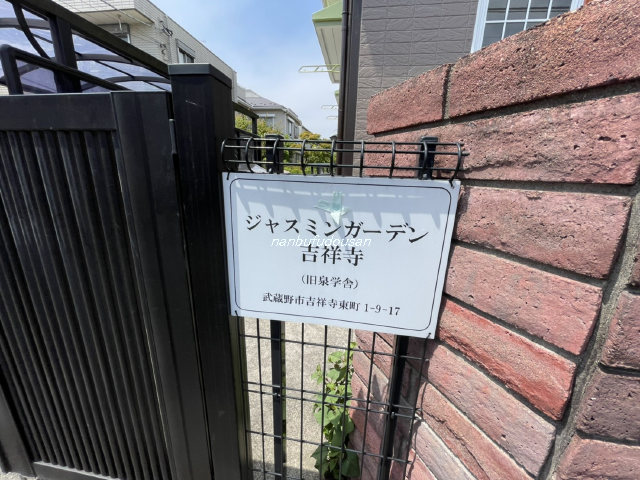 ジャスミンガーデン
nanbufudousan
吉祥寺
（旧泉学舎）
武蔵野市吉祥寺東町 1-9-17